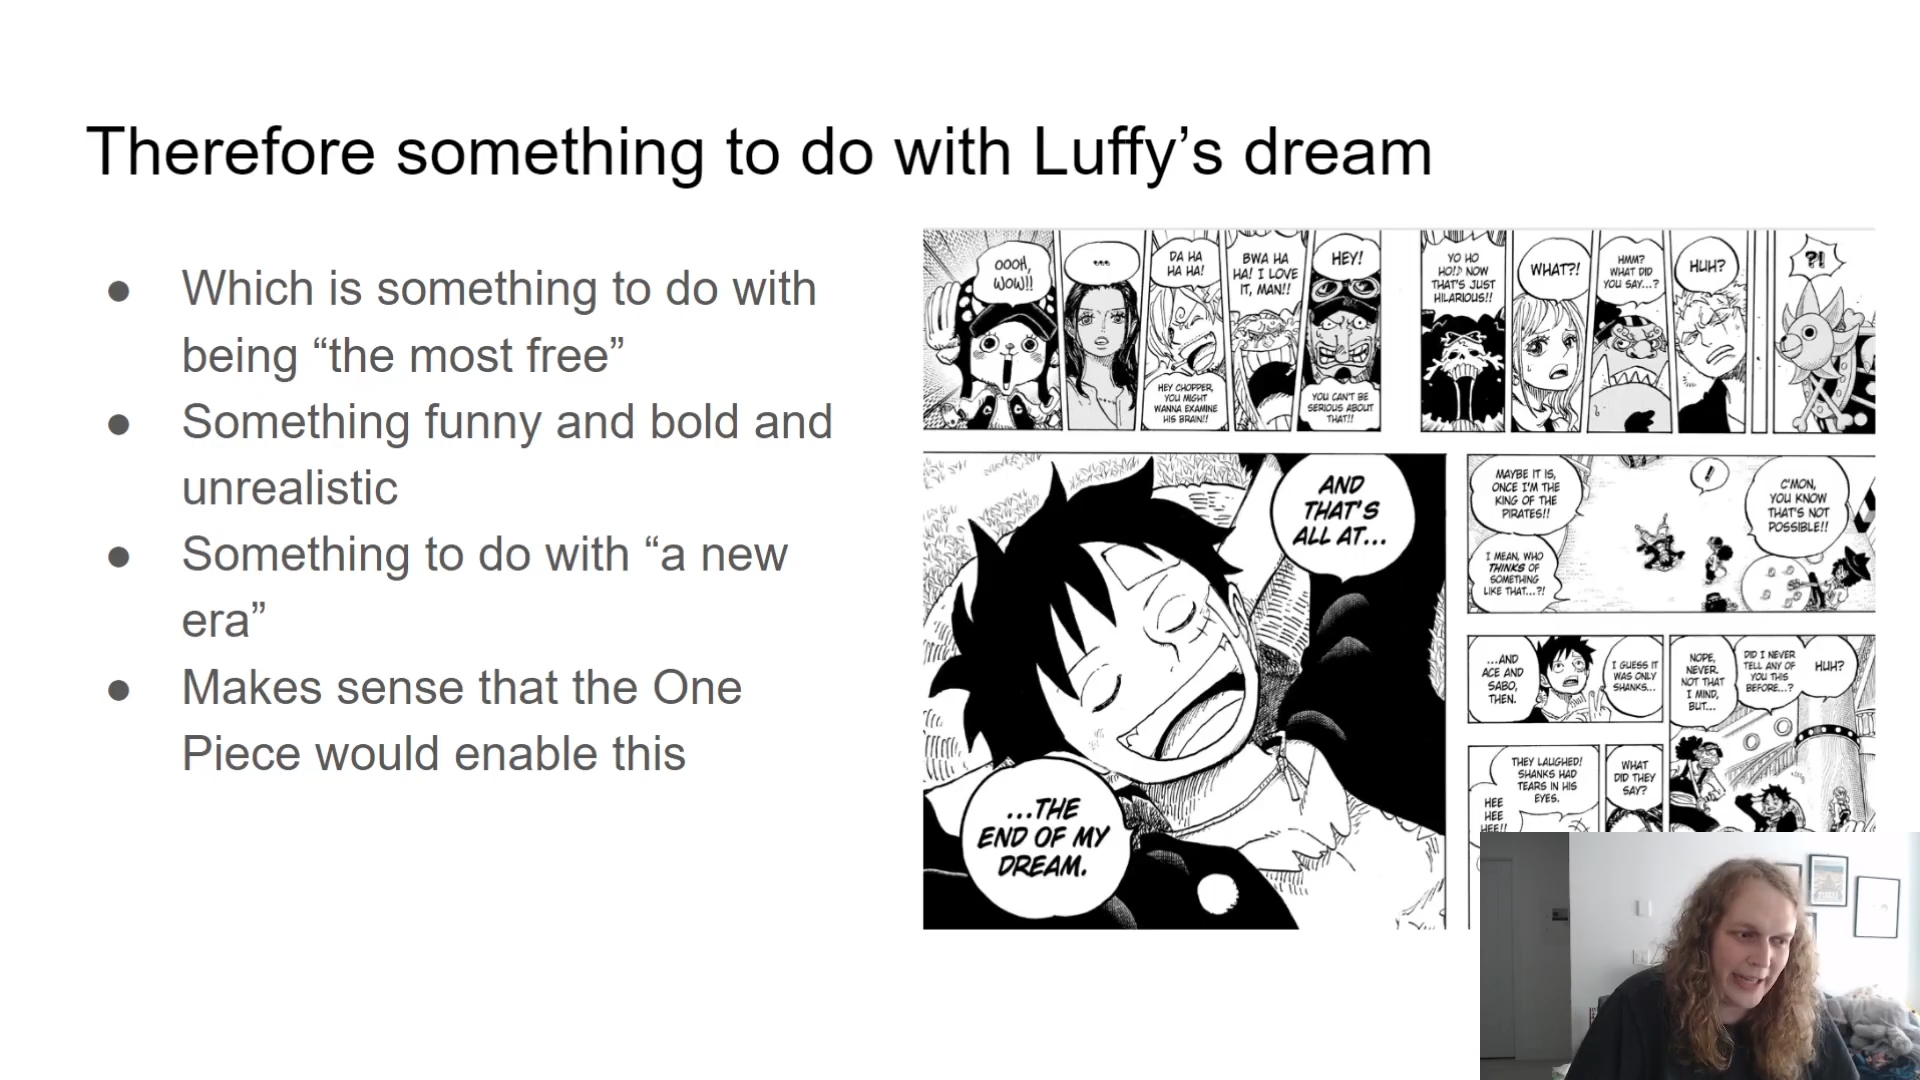 Therefore something to do with Luffy’s dream
● Which is something to do with
being “the most free”
● Something funny and bold and
unrealistic
● Something to do with “a new
era”
● Makes sense that the One
Piece would enable this
OOOH,
WOW!!
...
DA HA
HA HA!
HEY CHOPPER,
YOU MIGHT
WANNA EXAMINE
HIS BRAIN!!
BWA HA
HA! I LOVE
IT, MAN!!
HEY!
YOU CAN'T BE
SERIOUS ABOUT
THAT!!
YO HO
HO!♪ NOW
THAT'S JUST
HILARIOUS!!
WHAT?!
HMM?
WHAT DID
YOU SAY...?
HUH?
?!
AND
THAT'S
ALL AT...
...THE
END OF MY
DREAM.
MAYBE IT IS,
ONCE I'M THE
KING OF THE
PIRATES!!
I MEAN, WHO
THINKS OF
SOMETHING
LIKE THAT...?!
!
C'MON,
YOU KNOW
THAT'S NOT
POSSIBLE!!
...AND
ACE AND
SABO,
THEN.
I GUESS IT
WAS ONLY
SHANKS...
NOPE,
NEVER.
NOT THAT
I MIND,
BUT...
DID I NEVER
TELL ANY OF
YOU THIS
BEFORE...?
HUH?
THEY LAUGHED!
SHANKS HAD
TEARS IN HIS
EYES.
HEE
HEE
HEE!!
WHAT
DID THEY
SAY?